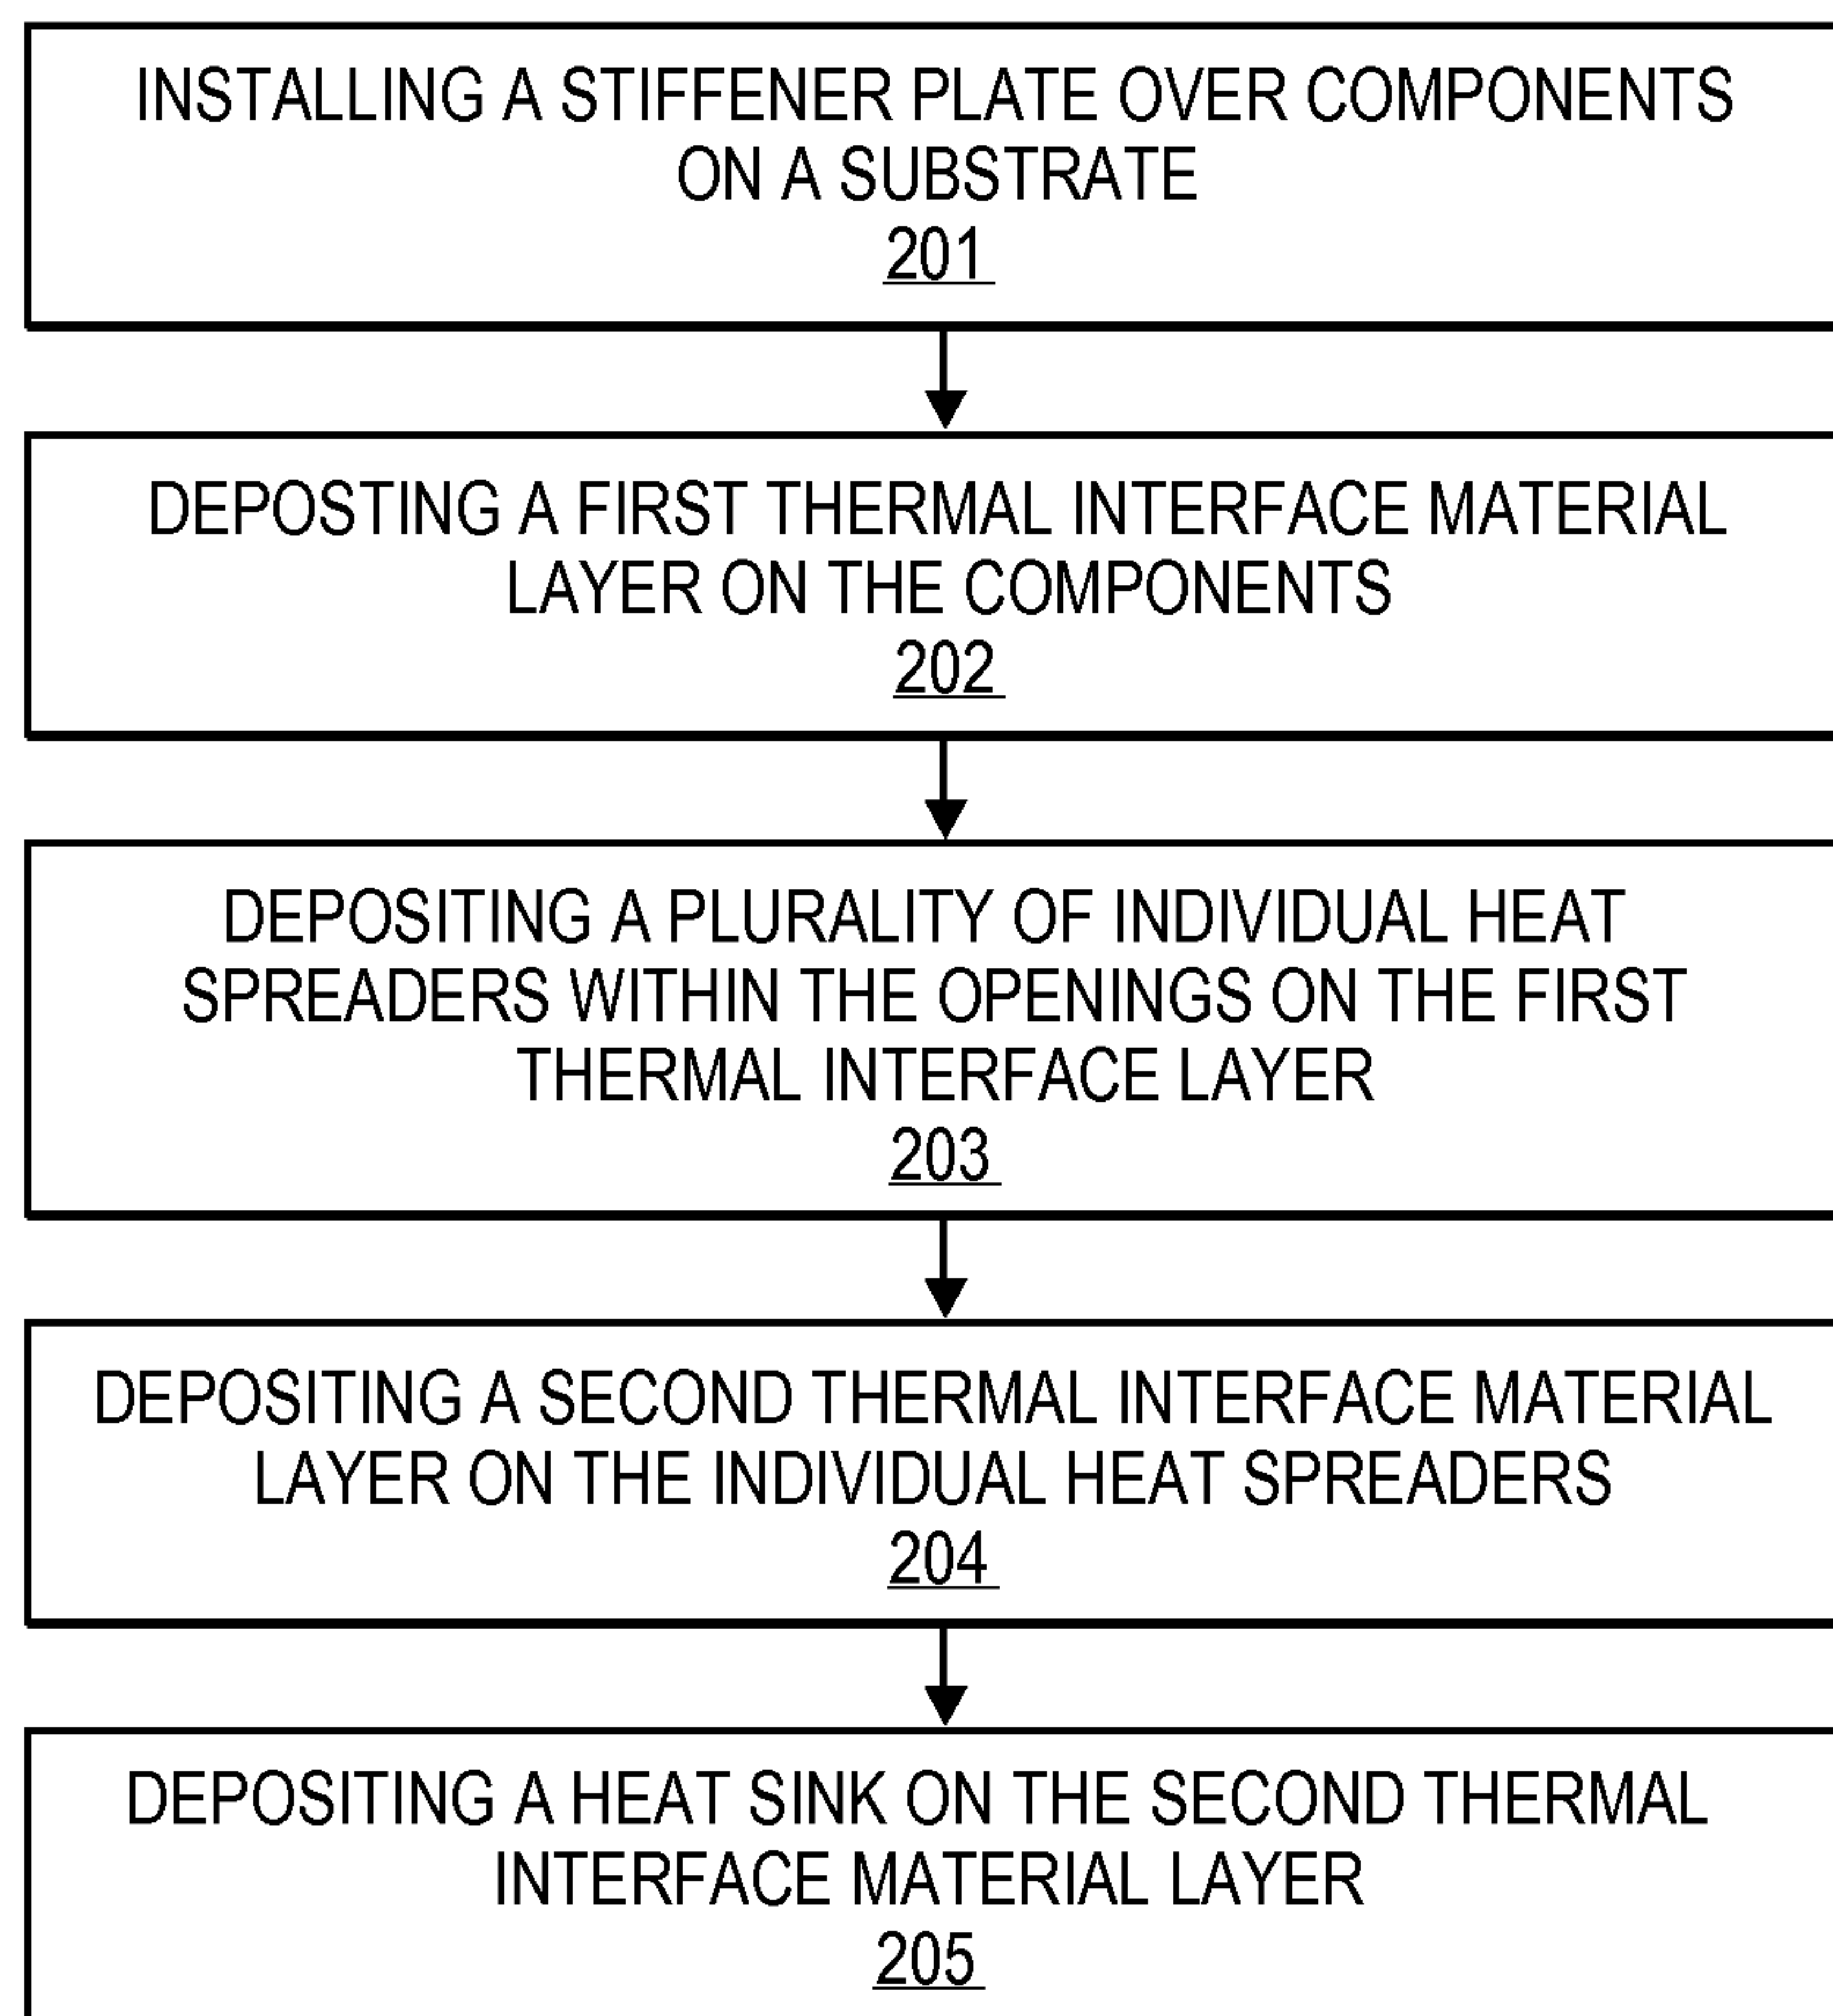 INSTALLING A STIFFENER PLATE OVER COMPONENTS
ON A SUBSTRATE
201
DEPOSTING A FIRST THERMAL INTERFACE MATERIAL
LAYER ON THE COMPONENTS
202
DEPOSITING A PLURALITY OF INDIVIDUAL HEAT
SPREADERS WITHIN THE OPENINGS ON THE FIRST
THERMAL INTERFACE LAYER
203
DEPOSITING A SECOND THERMAL INTERFACE MATERIAL
LAYER ON THE INDIVIDUAL HEAT SPREADERS
204
DEPOSITING A HEAT SINK ON THE SECOND THERMAL
INTERFACE MATERIAL LAYER
205